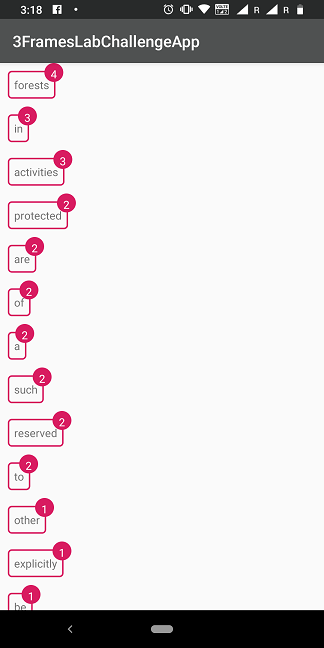 3:18
3FramesLabChallengeApp
forests 4
in 3
activities 3
protected 2
are 2
of 2
a 2
such 2
reserved 2
to 2
other 1
explicitly 1
be 1